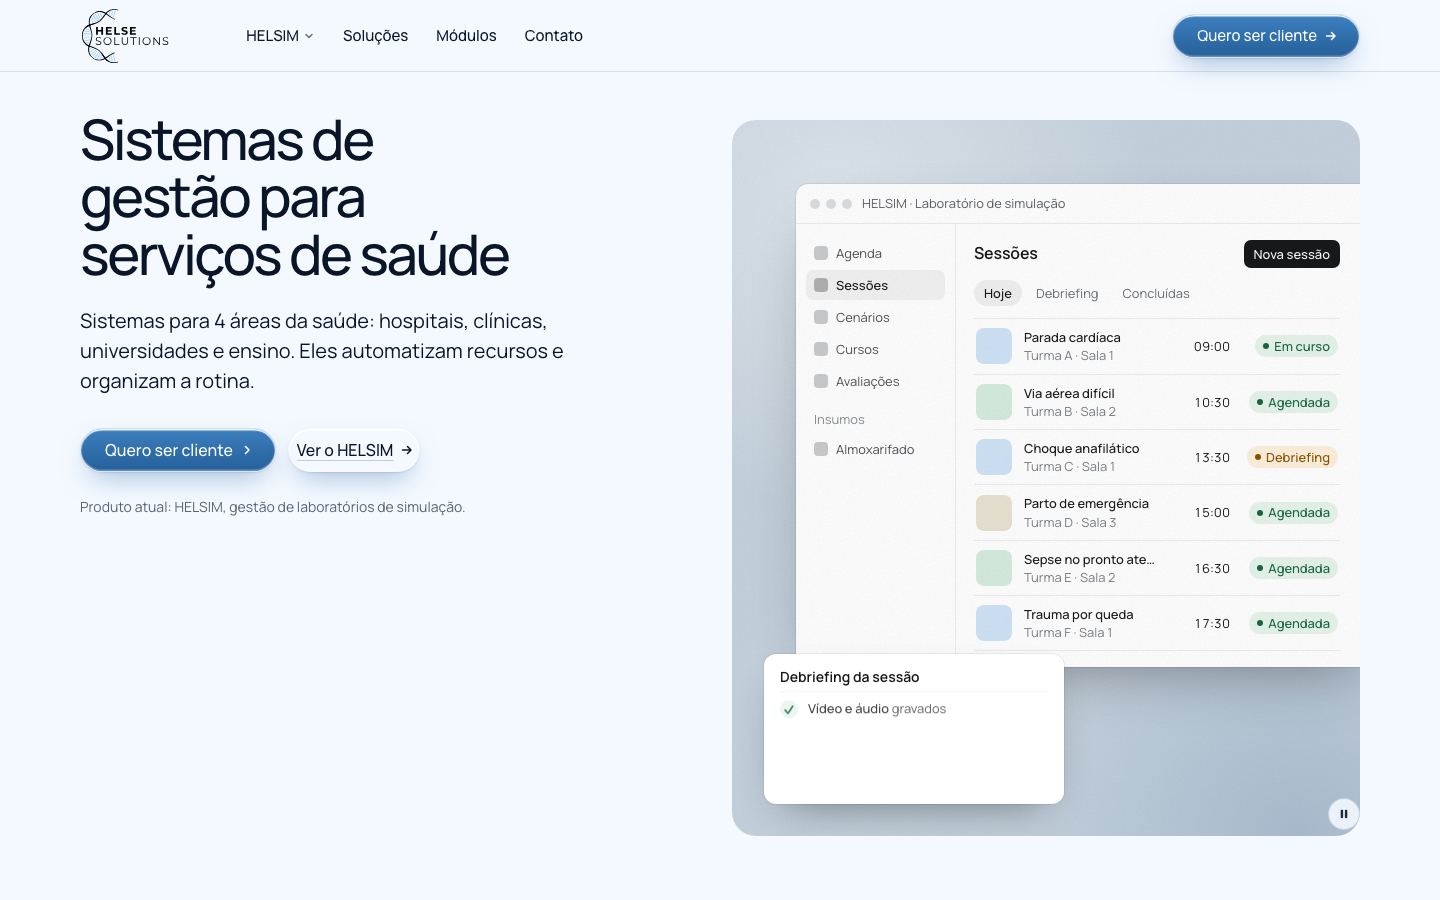 HELSE
SOLUTIONS
HELSIM
Soluções
Módulos
Contato
Quero ser cliente
Sistemas de
gestão para
serviços de saúde
Sistemas para 4 áreas da saúde: hospitais, clínicas,
universidades e ensino. Eles automatizam recursos e
organizam a rotina.
Quero ser cliente
Ver o HELSIM
Produto atual: HELSIM, gestão de laboratórios de simulação.
HELSIM · Laboratório de simulação
Agenda
Sessões
Cenários
Cursos
Avaliações
Insumos
Almoxarifado
Sessões
Nova sessão
Hoje
Debriefing
Concluídas
Parada cardíaca
Turma A · Sala 1
09:00
Em curso
Via aérea difícil
Turma B · Sala 2
10:30
Agendada
Choque anafilático
Turma C · Sala 1
13:30
Debriefing
Parto de emergência
Turma D · Sala 3
15:00
Agendada
Sepse no pronto ate…
Turma E · Sala 2
16:30
Agendada
Trauma por queda
Turma F · Sala 1
17:30
Agendada
Debriefing da sessão
Vídeo e áudio gravados